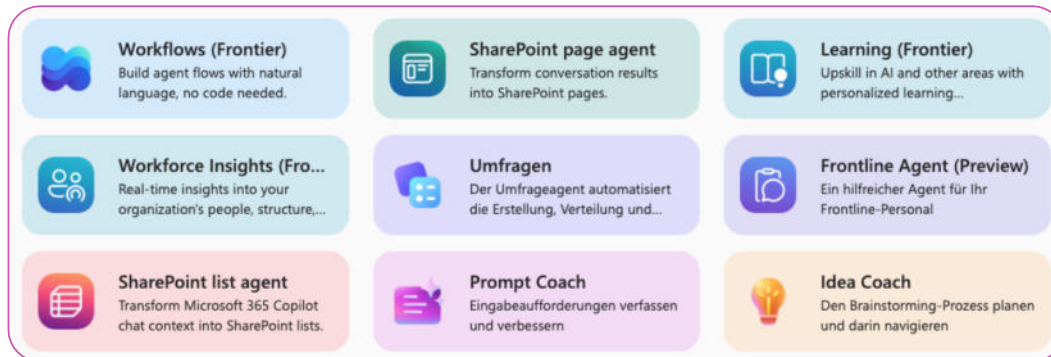 Workflows (Frontier)
Build agent flows with natural
language, no code needed.
SharePoint page agent
Transform conversation results
into SharePoint pages.
Learning (Frontier)
Upskill in AI and other areas with
personalized learning...
Workforce Insights (Fro...
Real-time insights into your
organization's people, structure,...
Umfragen
Der Umfrageagent automatisiert
die Erstellung, Verteilung und...
Frontline Agent (Preview)
Ein hilfreicher Agent für Ihr
Frontline-Personal
SharePoint list agent
Transform Microsoft 365 Copilot
chat context into SharePoint lists.
Prompt Coach
Eingabeaufforderungen verfassen
und verbessern
Idea Coach
Den Brainstorming-Prozess planen
und darin navigieren